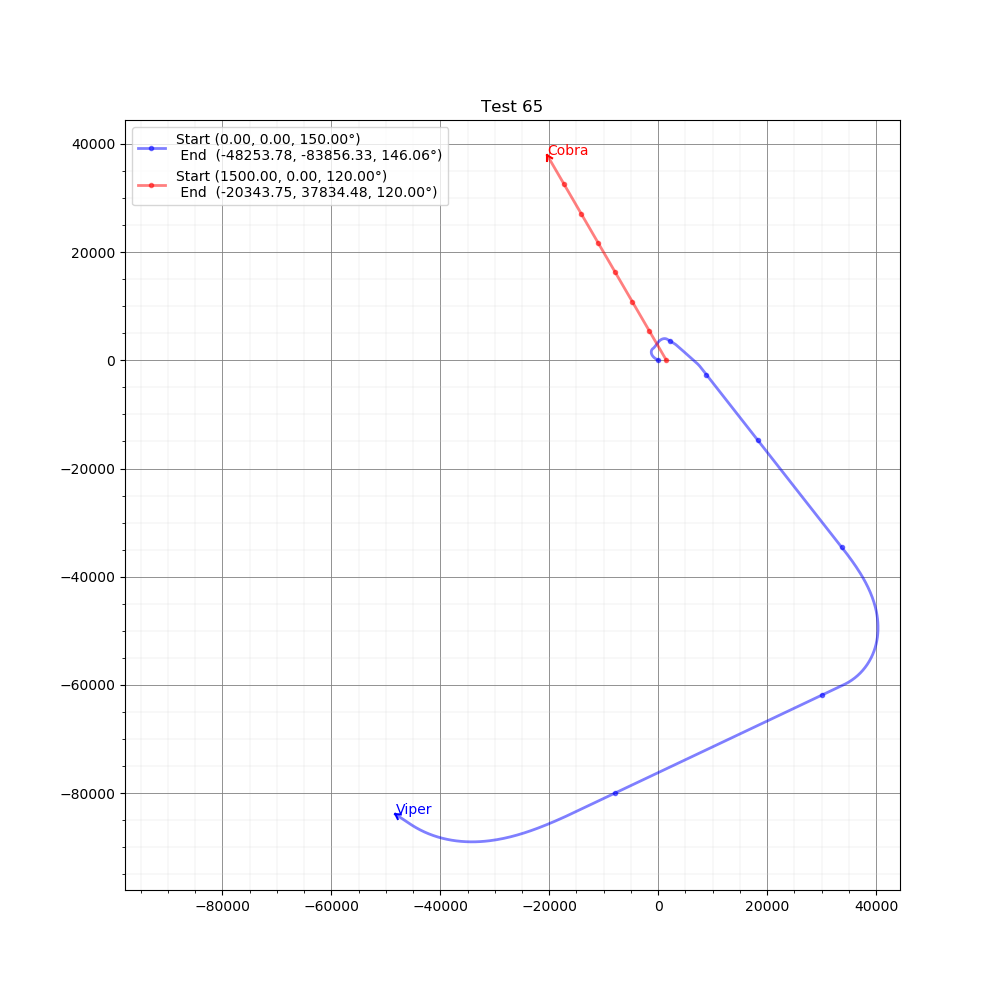 Test 65
Start (0.00, 0.00, 150.00°)
End  (-48253.78, -83856.33, 146.06°)
Start (1500.00, 0.00, 120.00°)
End  (-20343.75, 37834.48, 120.00°)
Cobra
Viper
40000
20000
0
−20000
−40000
−60000
−80000
−80000 −60000 −40000 −20000 0 20000 40000